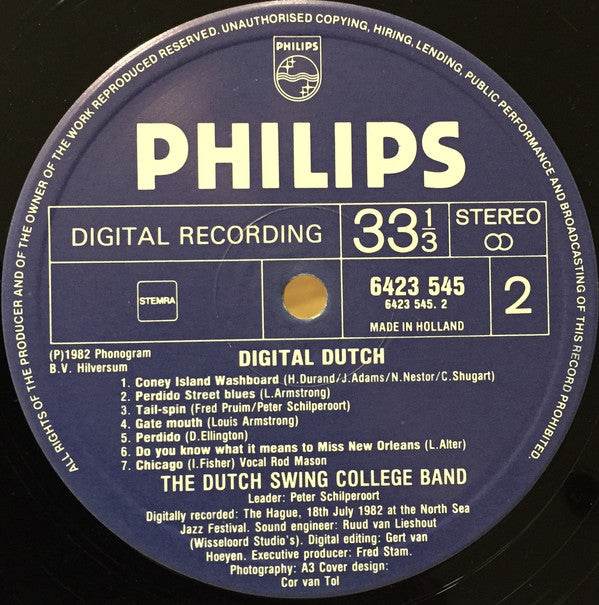 ALL RIGHTS OF THE PRODUCER AND OF THE OWNER OF THE WORK REPRODUCED RESERVED. UNAUTHORISED COPYING, HIRING, LENDING, PUBLIC PERFORMANCE AND BROADCASTING OF THIS RECORD PROHIBITED.
PHILIPS
PHILIPS
DIGITAL RECORDING
33 1/3
STEREO
STEMRA
6423 545
6423 545. 2
MADE IN HOLLAND
2
(P)1982 Phonogram
B.V. Hilversum
DIGITAL DUTCH
1. Coney Island Washboard (H.Durand/J.Adams/N.Nestor/C.Shugart)
2. Perdido Street blues (L.Armstrong)
3. Tail-spin (Fred Pruim/Peter Schilperoort)
4. Gate mouth (Louis Armstrong)
5. Perdido (D.Ellington)
6. Do you know what it means to Miss New Orleans (L.Alter)
7. Chicago (I.Fisher) Vocal Rod Mason
THE DUTCH SWING COLLEGE BAND
Leader: Peter Schilperoort
Digitally recorded: The Hague, 18th July 1982 at the North Sea
Jazz Festival. Sound engineer: Ruud van Lieshout
(Wisseloord Studio's). Digital editing: Gert van
Hoeyen. Executive producer: Fred Stam.
Photography: A3 Cover design:
Cor van Tol